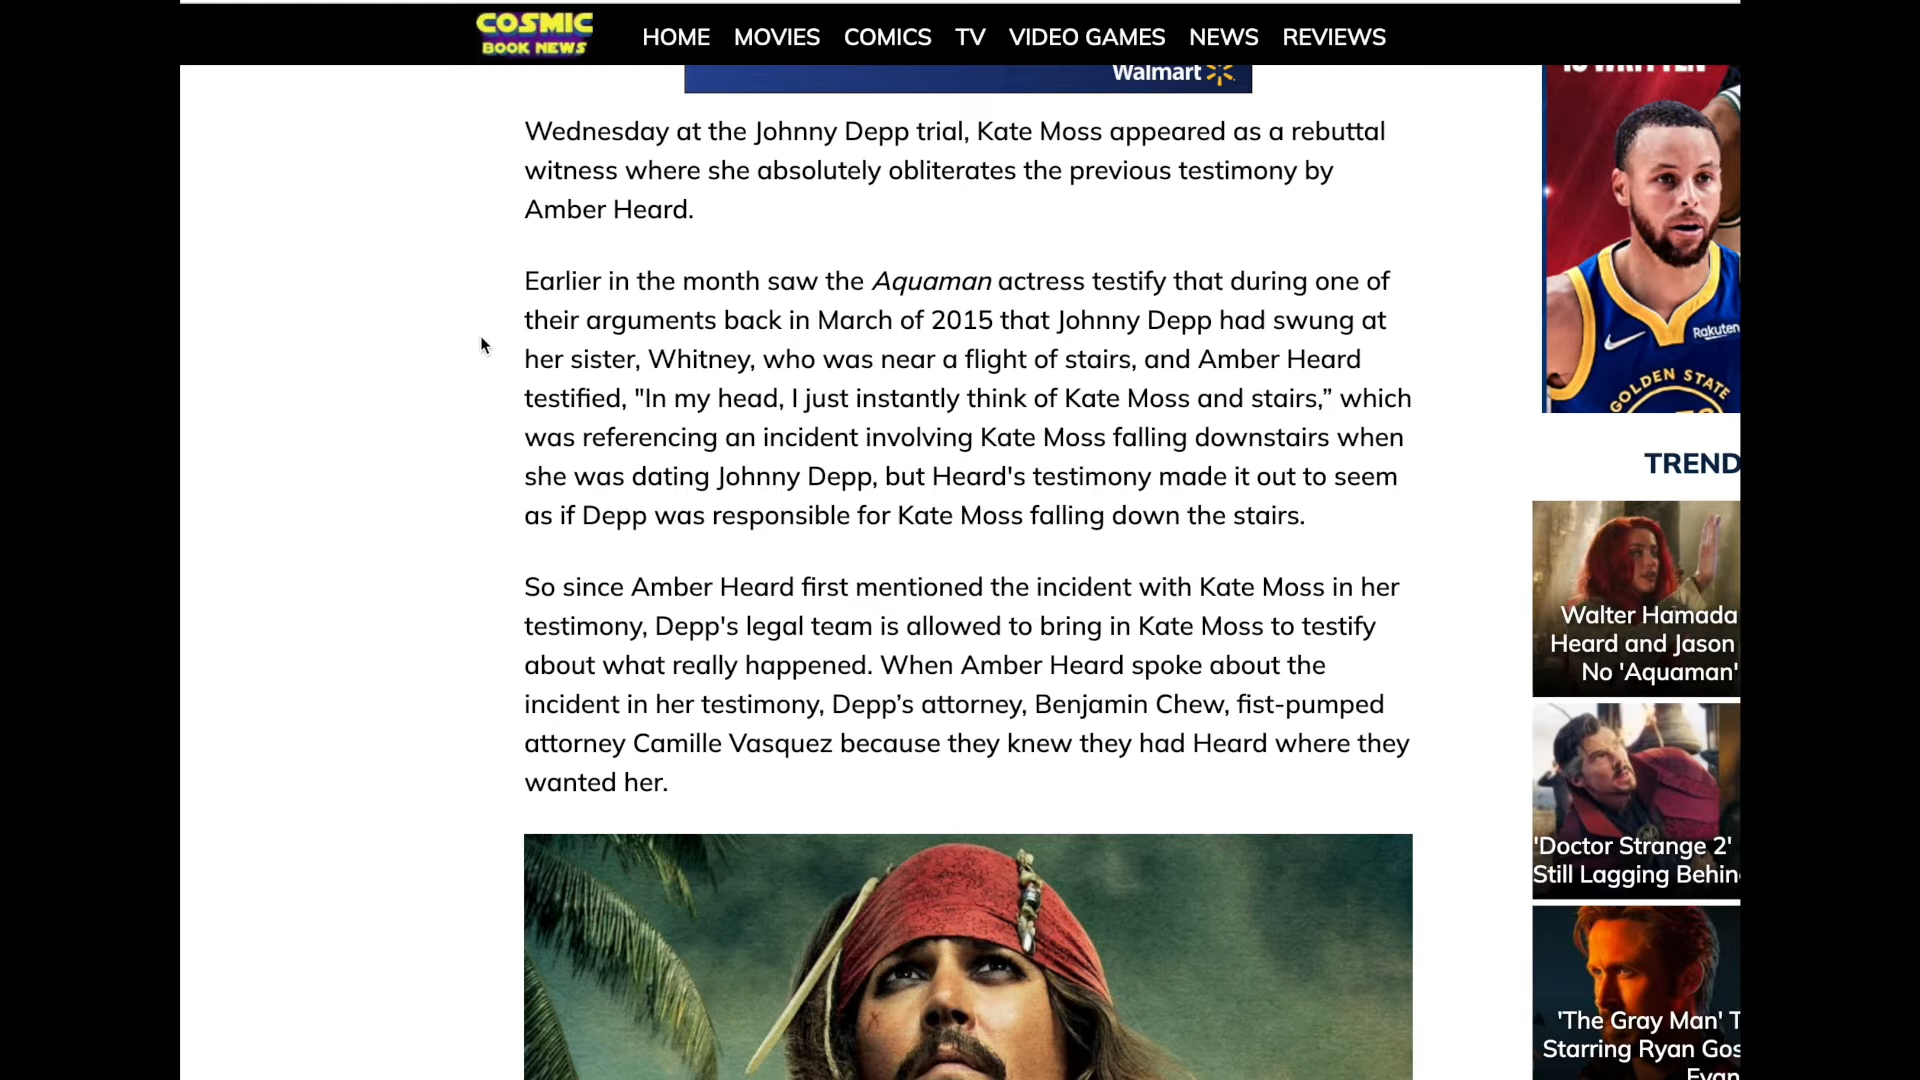 COSMIC
BOOK NEWS
HOME MOVIES COMICS TV VIDEO GAMES NEWS REVIEWS
Walmart
IS WRITTEN
Wednesday at the Johnny Depp trial, Kate Moss appeared as a rebuttal
witness where she absolutely obliterates the previous testimony by
Amber Heard.
Earlier in the month saw the Aquaman actress testify that during one of
their arguments back in March of 2015 that Johnny Depp had swung at
her sister, Whitney, who was near a flight of stairs, and Amber Heard
testified, "In my head, I just instantly think of Kate Moss and stairs,” which
was referencing an incident involving Kate Moss falling downstairs when
she was dating Johnny Depp, but Heard's testimony made it out to seem
as if Depp was responsible for Kate Moss falling down the stairs.
So since Amber Heard first mentioned the incident with Kate Moss in her
testimony, Depp's legal team is allowed to bring in Kate Moss to testify
about what really happened. When Amber Heard spoke about the
incident in her testimony, Depp’s attorney, Benjamin Chew, fist-pumped
attorney Camille Vasquez because they knew they had Heard where they
wanted her.
Rakuten
GOLDEN STATE
TREND
Walter Hamada
Heard and Jason
No 'Aquaman'
'Doctor Strange 2'
Still Lagging Behin
'The Gray Man' T
Starring Ryan Gos
Evan